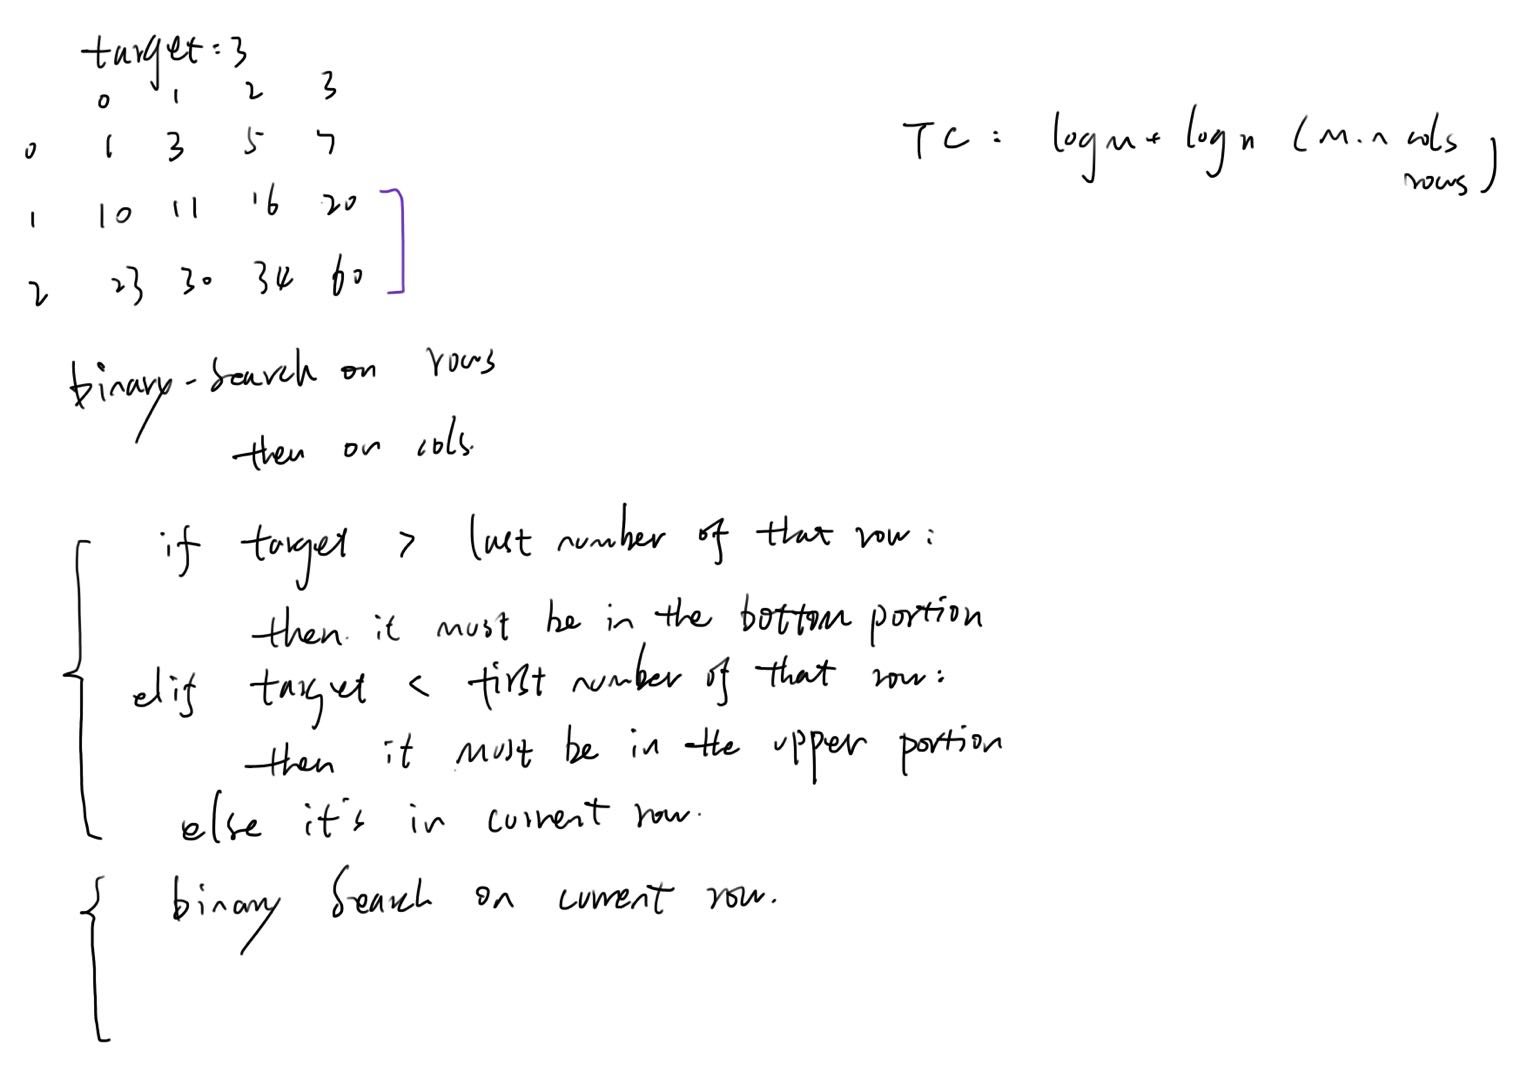 target: 3
0 1 2 3
0 1 3 5 7
1 10 11 16 20
2 23 30 34 60
TC: log m + log n (m.n cols
rows)
binary-search on rows
then on cols.
if target > last number of that row:
then it must be in the bottom portion
elif target < first number of that row:
then it must be in the upper portion
else it's in current row.
binary search on current row.